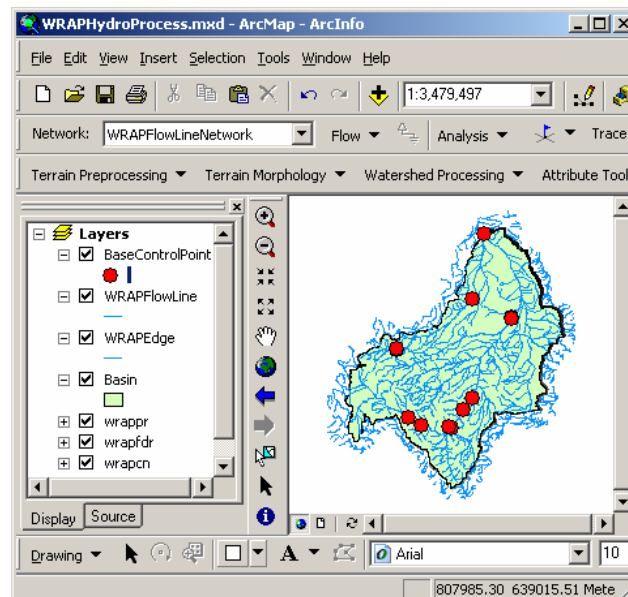 WRAPHydroProcess.mxd - ArcMap - ArcInfo
File Edit View Insert Selection Tools Window Help
1:3,479,497
Network: WRAPFlowLineNetwork Flow Analysis Trace
Terrain Preprocessing Terrain Morphology Watershed Processing Attribute Tool
Layers
BaseControlPoint
WRAPFlowLine
WRAPEdge
Basin
wrappr
wrapfdr
wrapcn
Display Source
Drawing A Arial 10
807985.30 639015.51 Mete